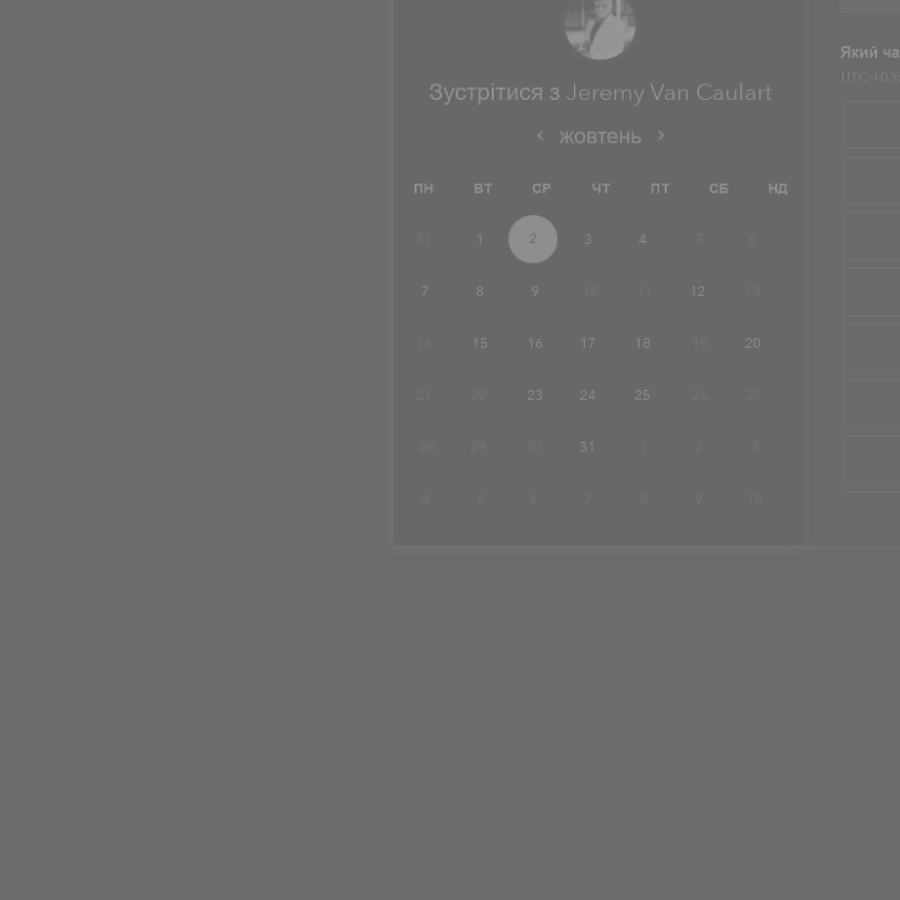 Який ча
UTC +03:
Зустрітися з Jeremy Van Caulart
‹ жовтень ›
ПН ВТ СР ЧТ ПТ СБ НД
31 1 2 3 4 5 6
7 8 9 10 11 12 13
14 15 16 17 18 19 20
21 22 23 24 25 26 27
28 29 30 31 1 2 3
4 5 6 7 8 9 10